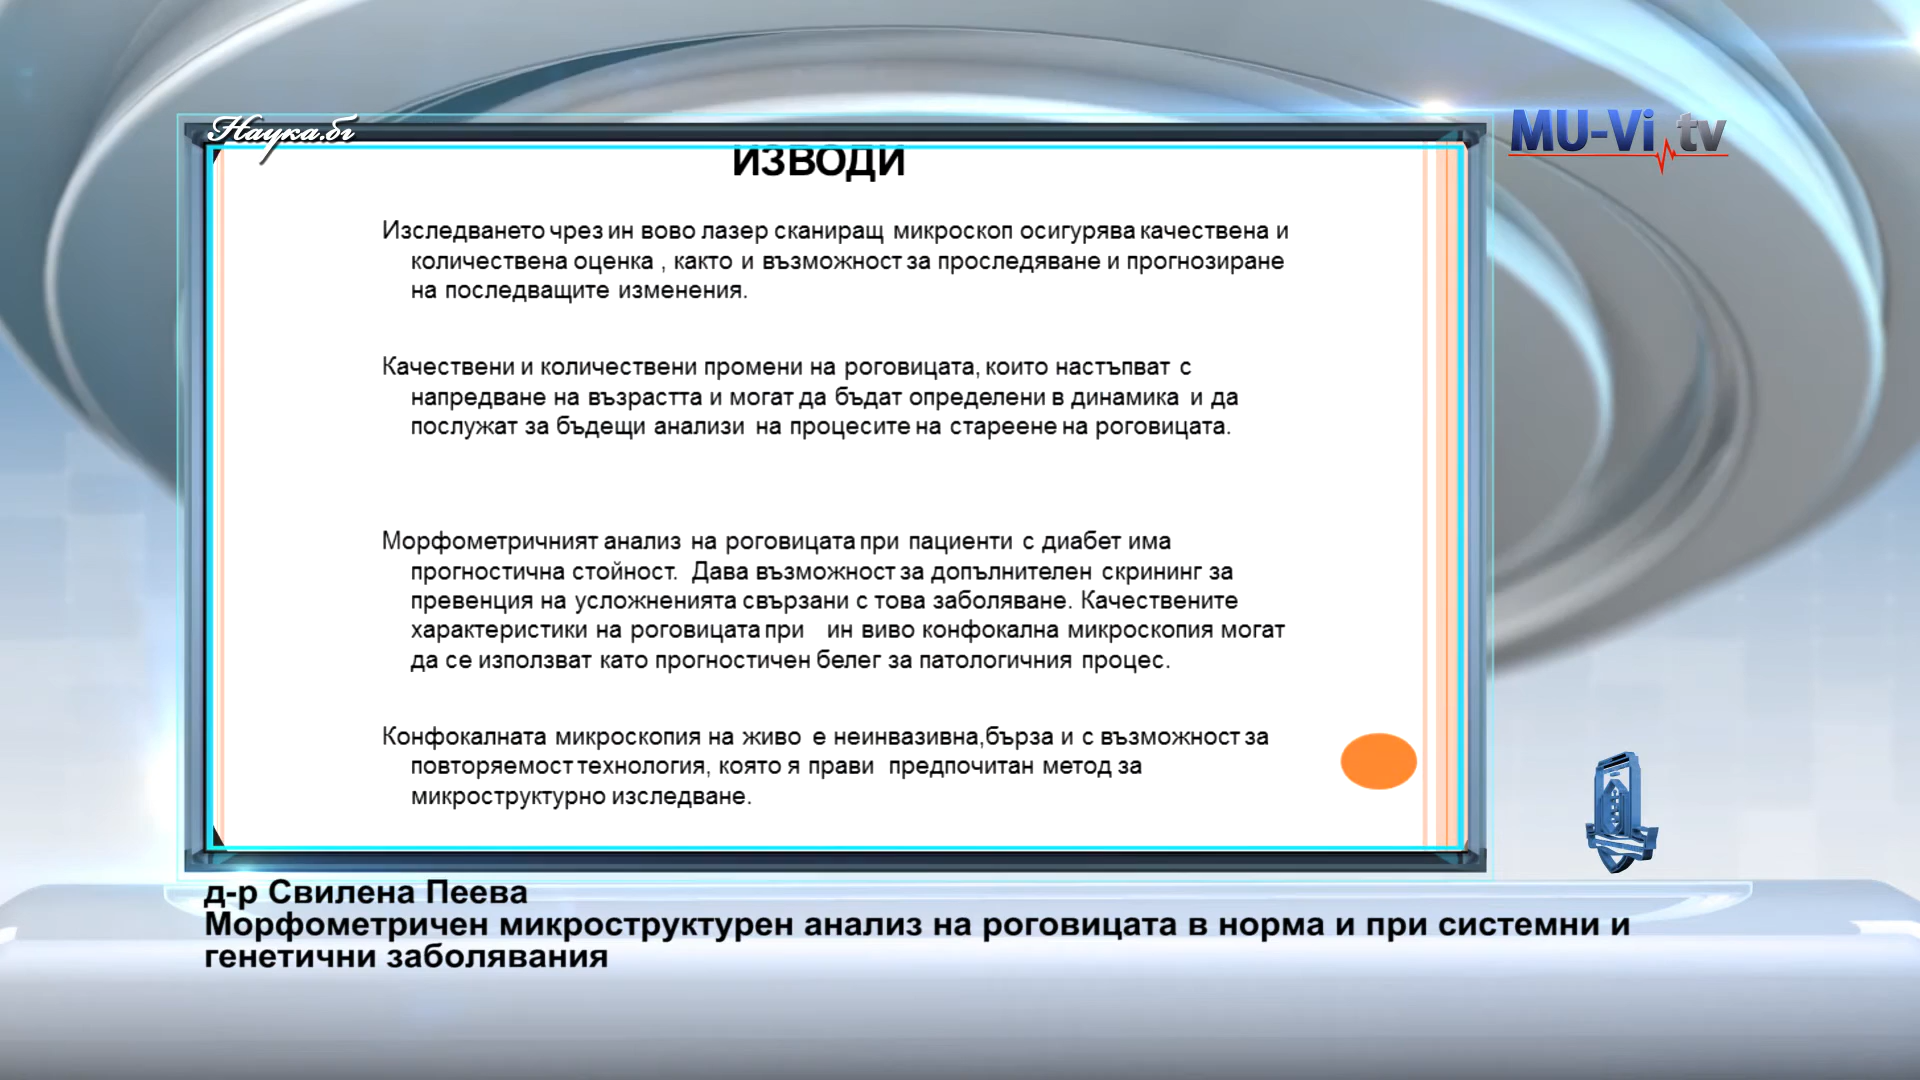 Наука.бг
MU-Vi.tv
ИЗВОДИ
Изследването чрез ин вово лазер сканиращ микроскоп осигурява качествена и
количествена оценка , както и възможност за проследяване и прогнозиране
на последващите изменения.
Качествени и количествени промени на роговицата, които настъпват с
напредване на възрастта и могат да бъдат определени в динамика и да
послужат за бъдещи анализи на процесите на стареене на роговицата.
Морфометричният анализ на роговицата при пациенти с диабет има
прогностична стойност. Дава възможност за допълнителен скрининг за
превенция на усложненията свързани с това заболяване. Качествените
характеристики на роговицата при ин виво конфокална микроскопия могат
да се използват като прогностичен белег за патологичния процес.
Конфокалната микроскопия на живо е неинвазивна,бърза и с възможност за
повторяемост технология, която я прави предпочитан метод за
микроструктурно изследване.
д-р Свилена Пеева
Морфометричен микроструктурен анализ на роговицата в норма и при системни и
генетични заболявания